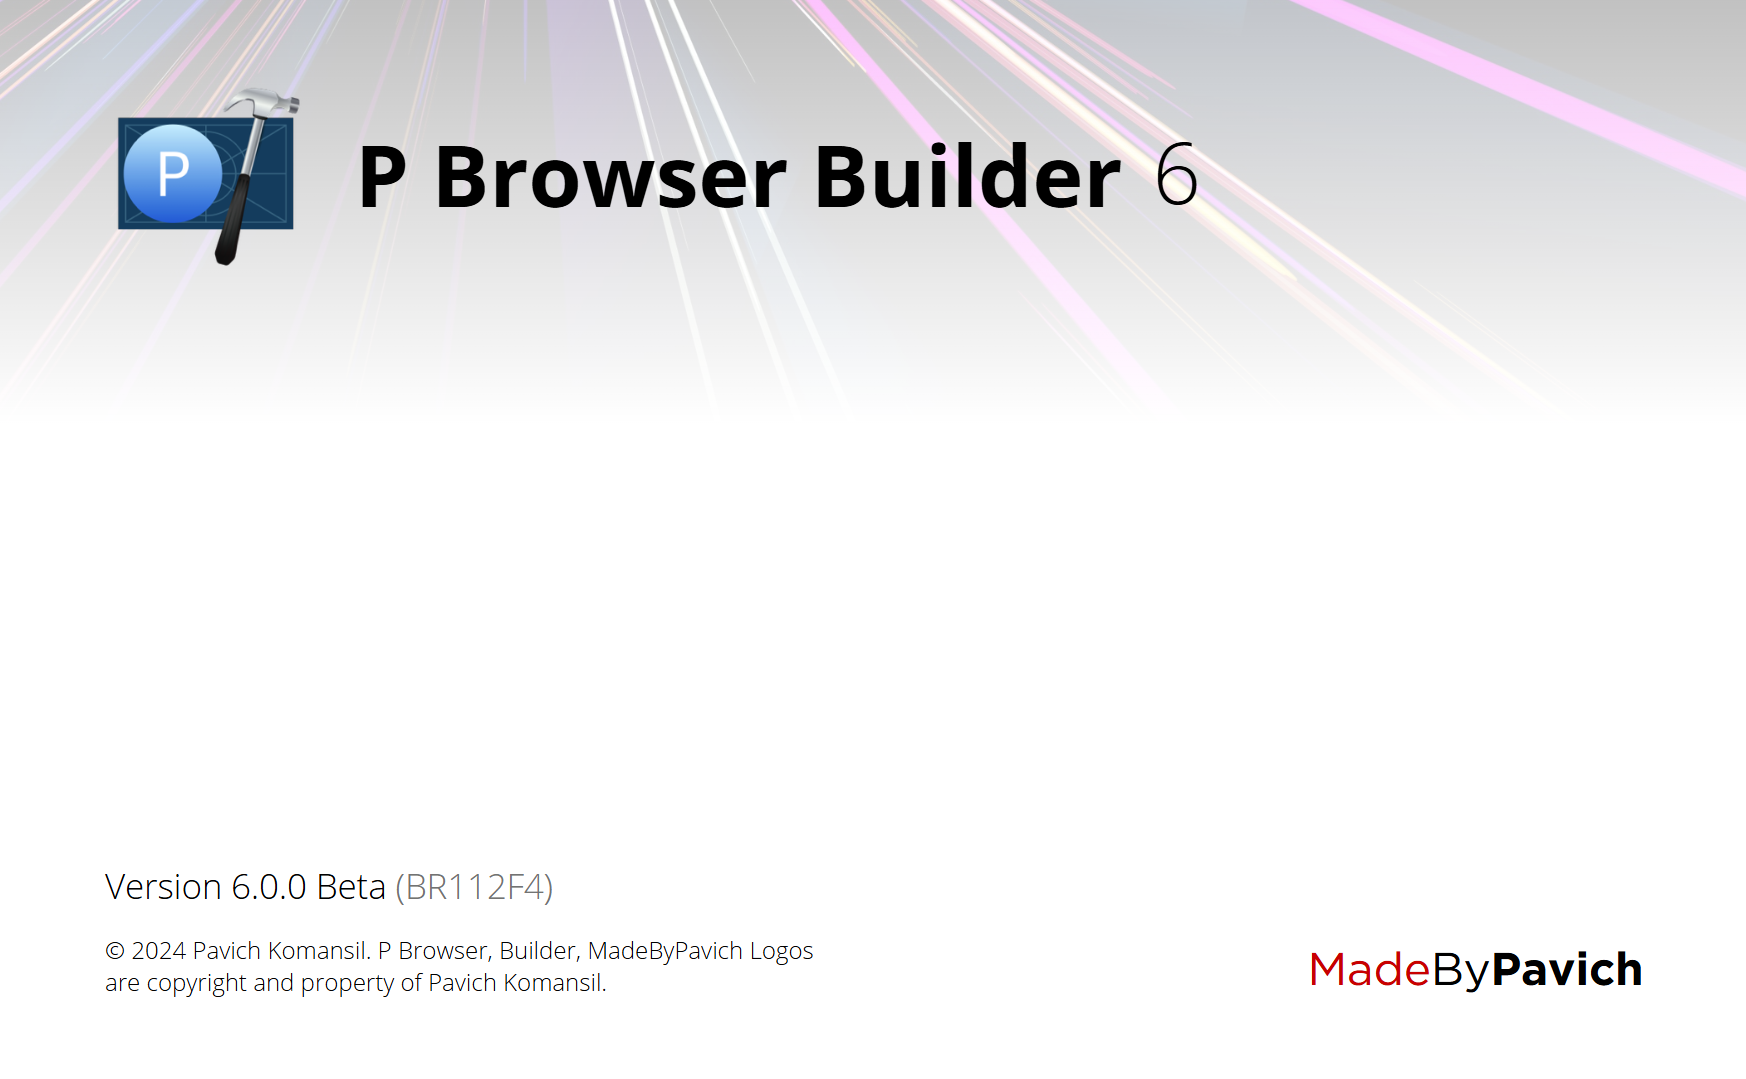 P
P Browser Builder 6
Version 6.0.0 Beta (BR112F4)
© 2024 Pavich Komansil. P Browser, Builder, MadeByPavich Logos
are copyright and property of Pavich Komansil.
MadeByPavich